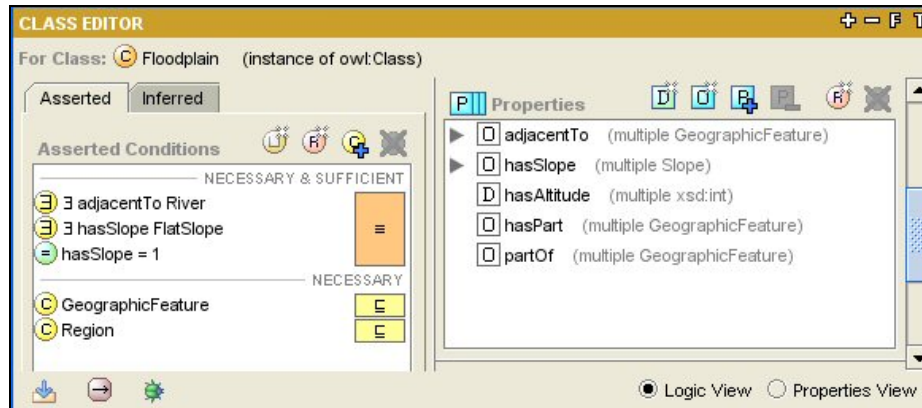 CLASS EDITOR
For Class: C Floodplain (instance of owl:Class)
Asserted Inferred
Asserted Conditions
NECESSARY & SUFFICIENT
∃ ∃ adjacentTo River
∃ ∃ hasSlope FlatSlope
≡
= hasSlope = 1
NECESSARY
C GeographicFeature ⊑
C Region ⊑
P Properties
O adjacentTo (multiple GeographicFeature)
O hasSlope (multiple Slope)
D hasAltitude (multiple xsd:int)
O hasPart (multiple GeographicFeature)
O partOf (multiple GeographicFeature)
Logic View Properties View